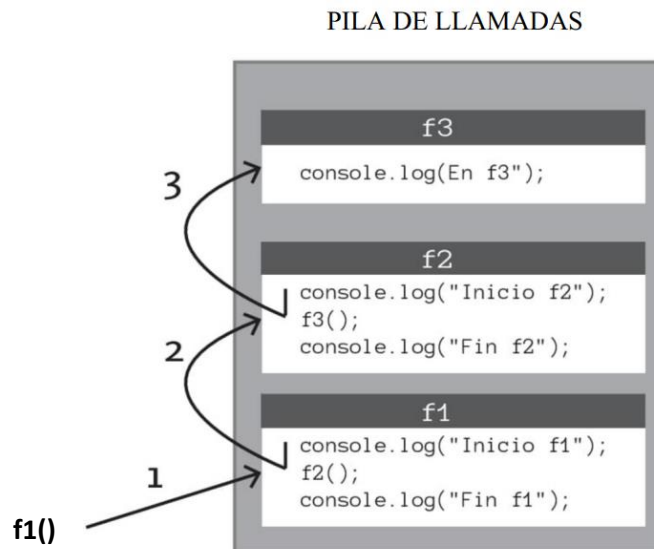 PILA DE LLAMADAS
f3
console.log(En f3");
3
f2
console.log("Inicio f2");
f3();
console.log("Fin f2");
2
f1
console.log("Inicio f1");
f2();
console.log("Fin f1");
1
f1()